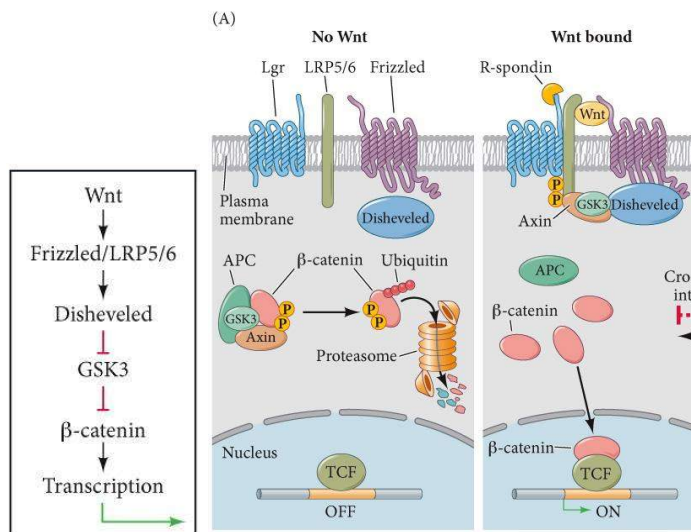 (A)
No Wnt
Lgr
LRP5/6
Frizzled
Plasma
membrane
Disheveled
APC
β-catenin
Ubiquitin
P
P
GSK3
Axin
P
P
Proteasome
Nucleus
TCF
OFF
Wnt bound
R-spondin
Wnt
P
P
GSK3
Disheveled
Axin
APC
β-catenin
β-catenin
TCF
ON
Cro
int
Wnt
Frizzled/LRP5/6
Disheveled
GSK3
β-catenin
Transcription